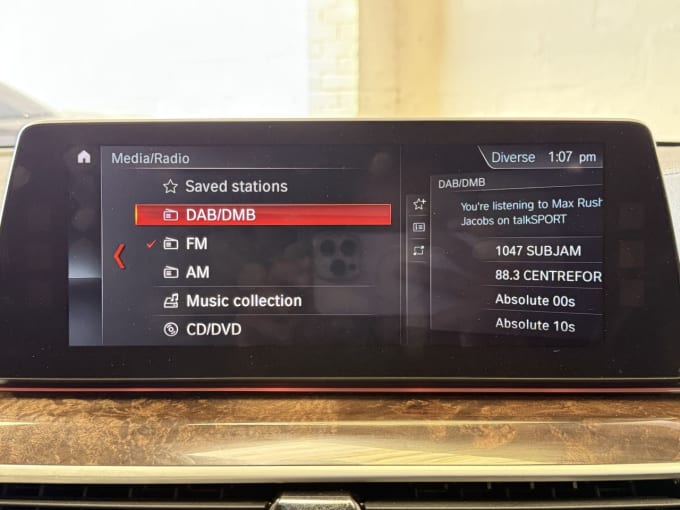 Media/Radio
Diverse 1:07 pm
Saved stations
DAB/DMB
FM
AM
Music collection
CD/DVD
DAB/DMB
You're listening to Max Rush
Jacobs on talkSPORT
1047 SUBJAM
88.3 CENTREFOR
Absolute 00s
Absolute 10s